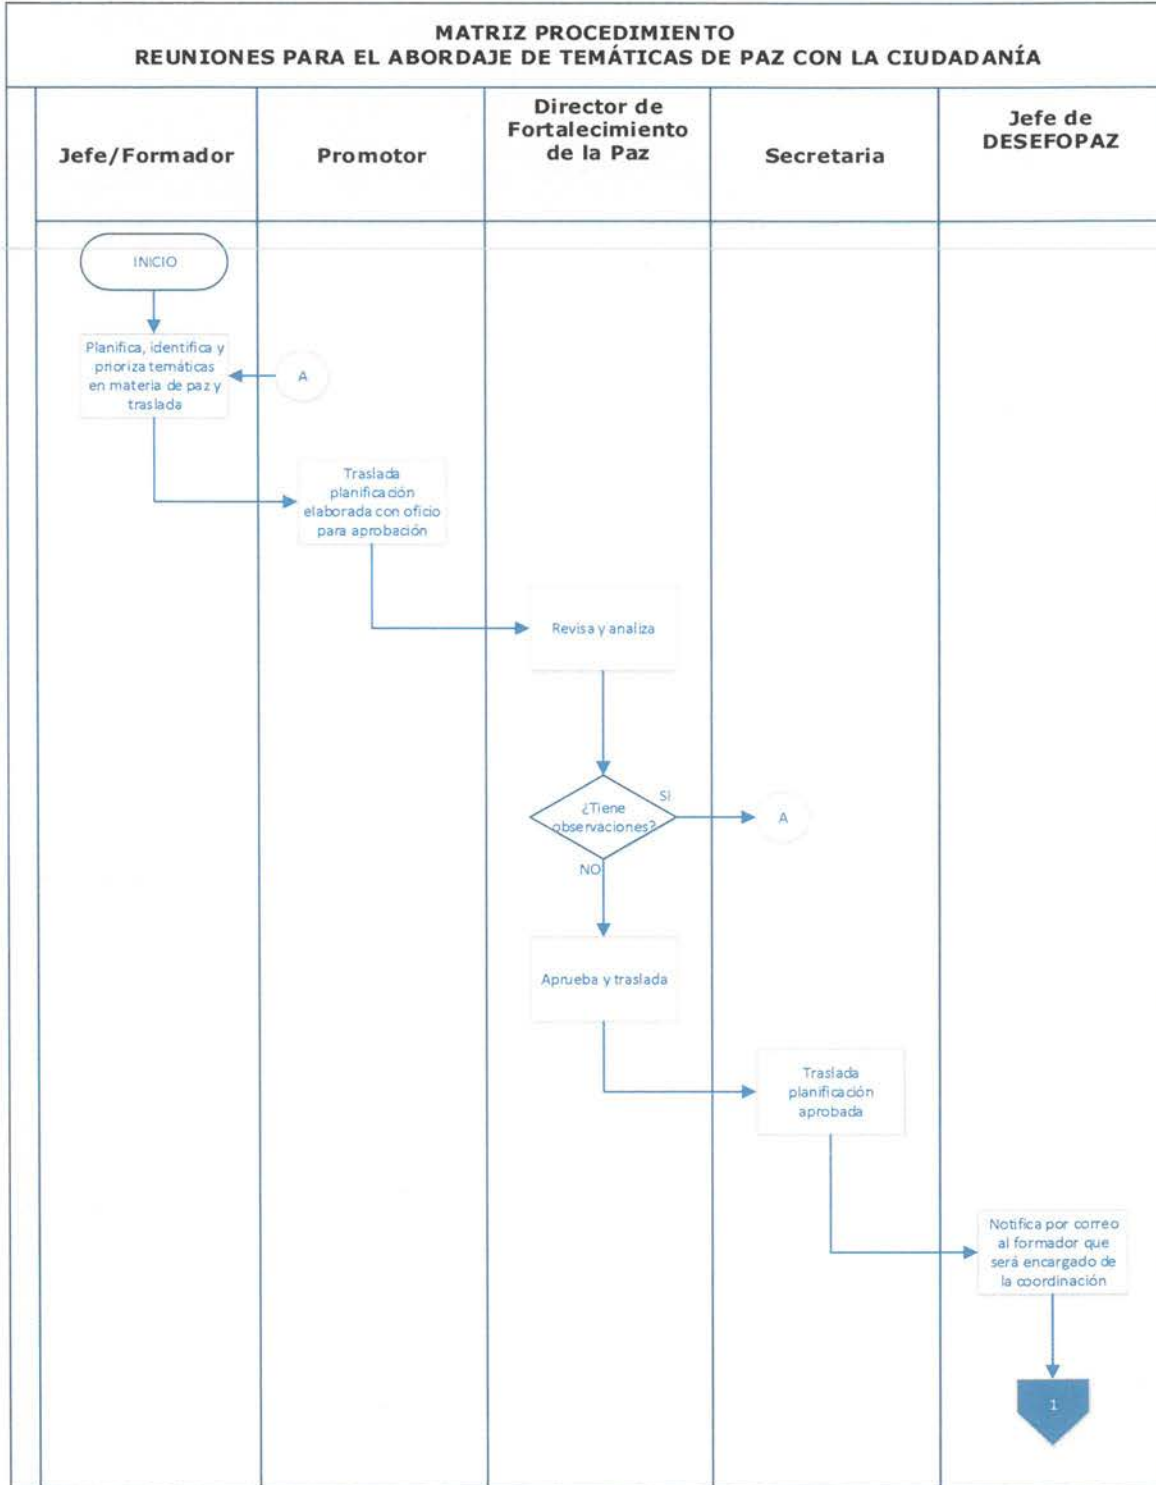 MATRIZ PROCEDIMIENTO
REUNIONES PARA EL ABORDAJE DE TEMÁTICAS DE PAZ CON LA CIUDADANÍA
Jefe/Formador
Promotor
Director de
Fortalecimiento
de la Paz
Secretaria
Jefe de
DESEFOPAZ
INICIO
Planifica, identifica y
prioriza temáticas
en materia de paz y
traslada
A
Traslada
planificación
elaborada con oficio
para aprobación
Revisa y analiza
¿Tiene
observaciones?
SI
A
NO
Aprueba y traslada
Traslada
planificación
aprobada
Notifica por correo
al formador que
será encargado de
la coordinación
1